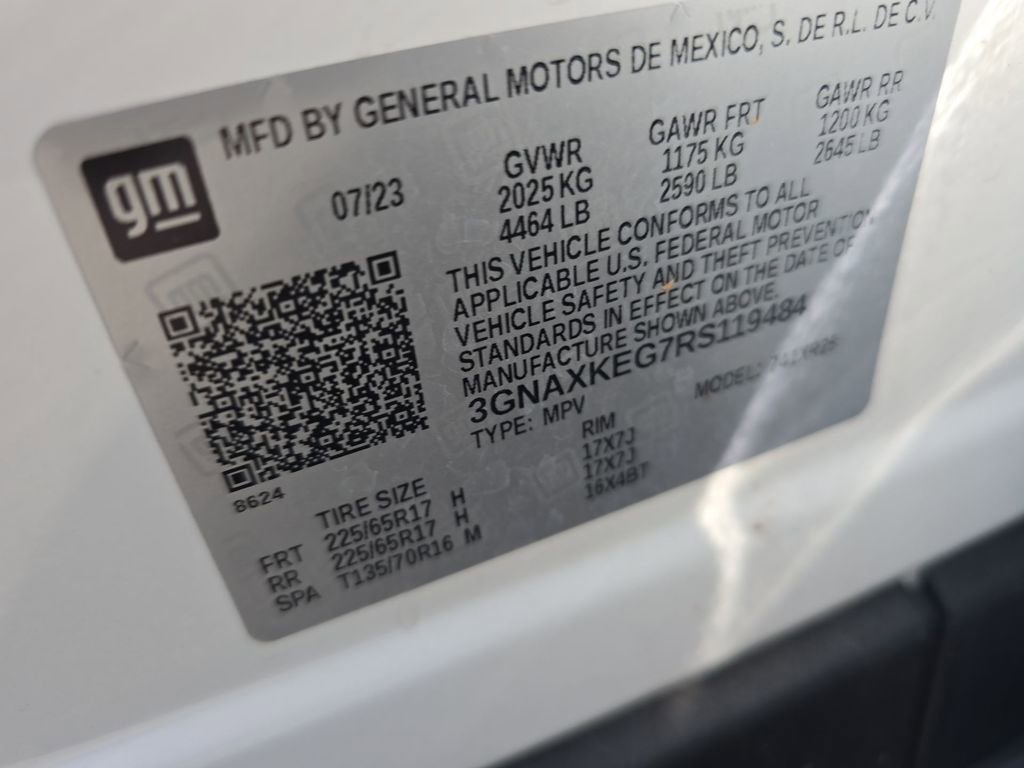 gm
MFD BY GENERAL MOTORS DE MEXICO, S. DE R.L. DE C.V.
07/23
GVWR
2025 KG
4464 LB
GAWR FRT
1175 KG
2590 LB
GAWR RR
1200 KG
2645 LB
THIS VEHICLE CONFORMS TO ALL
APPLICABLE U.S. FEDERAL MOTOR
VEHICLE SAFETY AND THEFT PREVENTION
STANDARDS IN EFFECT ON THE DATE OF
MANUFACTURE SHOWN ABOVE.
3GNAXKEG7RS119484
TYPE: MPV
MODEL:
8624
TIRE SIZE RIM
FRT 225/65R17 H 17X7J
RR 225/65R17 H 17X7J
SPA T135/70R16 M 16X4BT